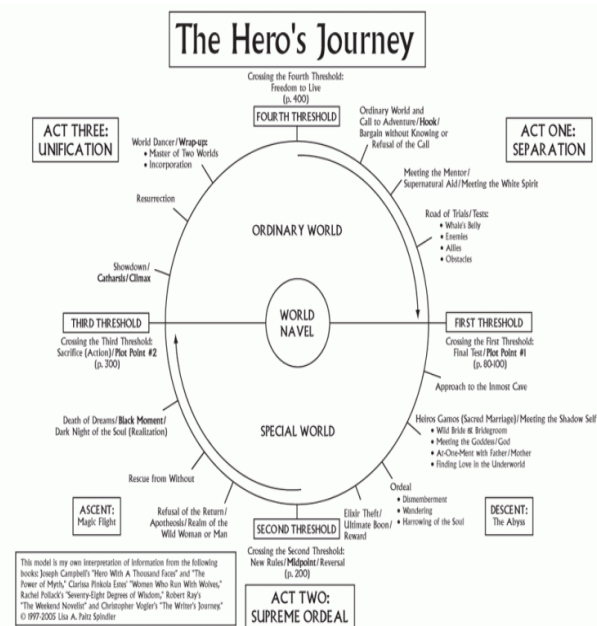 The Hero's Journey
Crossing the Fourth Threshold:
Freedom to Live
(p. 400)
FOURTH THRESHOLD
ACT THREE:
UNIFICATION
ACT ONE:
SEPARATION
Ordinary World and
Call to Adventure/Hook/
Bargain without Knowing or
Refusal of the Call
Meeting the Mentor/
Supernatural Aid/Meeting the White Spirit
Road of Trials/Tests:
• Whale's Belly
• Enemies
• Allies
• Obstacles
World Dancer/Wrap-up:
• Master of Two Worlds
• Incorporation
Resurrection
Showdown/
Catharsis/Climax
ORDINARY WORLD
WORLD
NAVEL
THIRD THRESHOLD
Crossing the Third Threshold:
Sacrifice (Action)/Plot Point #2
(p. 300)
FIRST THRESHOLD
Crossing the First Threshold:
Final Test/Plot Point #1
(p. 80-100)
Approach to the Inmost Cave
Heiros Gamos (Sacred Marriage)/Meeting the Shadow Self
• Wild Bride & Bridegroom
• Meeting the Goddess/God
• At-One-Ment with Father/Mother
• Finding Love in the Underworld
SPECIAL WORLD
Death of Dreams/Black Moment/
Dark Night of the Soul (Realization)
Rescue from Without
Refusal of the Return/
Apotheosis/Realm of the
Wild Woman or Man
Ordeal
• Dismemberment
• Wandering
• Harrowing of the Soul
Elixir Theft/
Ultimate Boon/
Reward
ASCENT:
Magic Flight
DESCENT:
The Abyss
SECOND THRESHOLD
Crossing the Second Threshold:
New Rules/Midpoint/Reversal
(p. 200)
ACT TWO:
SUPREME ORDEAL
This model is my own interpretation of information from the following
books: Joseph Campbell's "Hero With A Thousand Faces" and "The
Power of Myth," Clarissa Pinkola Estes' "Women Who Run With Wolves,"
Rachel Pollack's "Seventy-Eight Degrees of Wisdom," Robert Ray's
"The Weekend Novelist" and Christopher Vogler's "The Writer's Journey."
© 1997-2005 Lisa A. Paltz Spindler